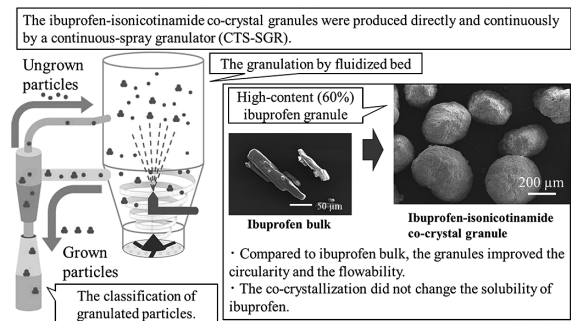 The ibuprofen-isonicotinamide co-crystal granules were produced directly and continuously
by a continuous-spray granulator (CTS-SGR).
Ungrown
particles
The granulation by fluidized bed
High-content (60%)
ibuprofen granule
50 μm
200 μm
Ibuprofen bulk
Ibuprofen-isonicotinamide
co-crystal granule
Grown
particles
The classification of
granulated particles.
· Compared to ibuprofen bulk, the granules improved the
circularity and the flowability.
· The co-crystallization did not change the solubility of
ibuprofen.